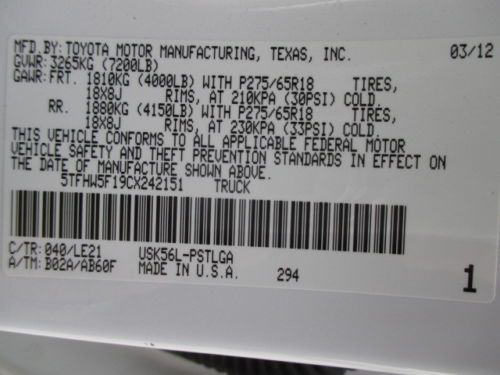 MFD. BY: TOYOTA MOTOR MANUFACTURING, TEXAS, INC. 03/12
GVWR: 3265KG (7200LB)
GAWR: FRT. 1810KG (4000LB) WITH P275/65R18 TIRES,
18X8J RIMS, AT 210KPA (30PSI) COLD.
RR. 1880KG (4150LB) WITH P275/65R18 TIRES,
18X8J RIMS, AT 230KPA (33PSI) COLD.
THIS VEHICLE CONFORMS TO ALL APPLICABLE FEDERAL MOTOR
VEHICLE SAFETY AND THEFT PREVENTION STANDARDS IN EFFECT ON
THE DATE OF MANUFACTURE SHOWN ABOVE.
5TFHW5F19CX242151 TRUCK
C/TR: 040/LE21 USK56L-PSTLGA
A/TM: B02A/AB60F MADE IN U.S.A. 294 1